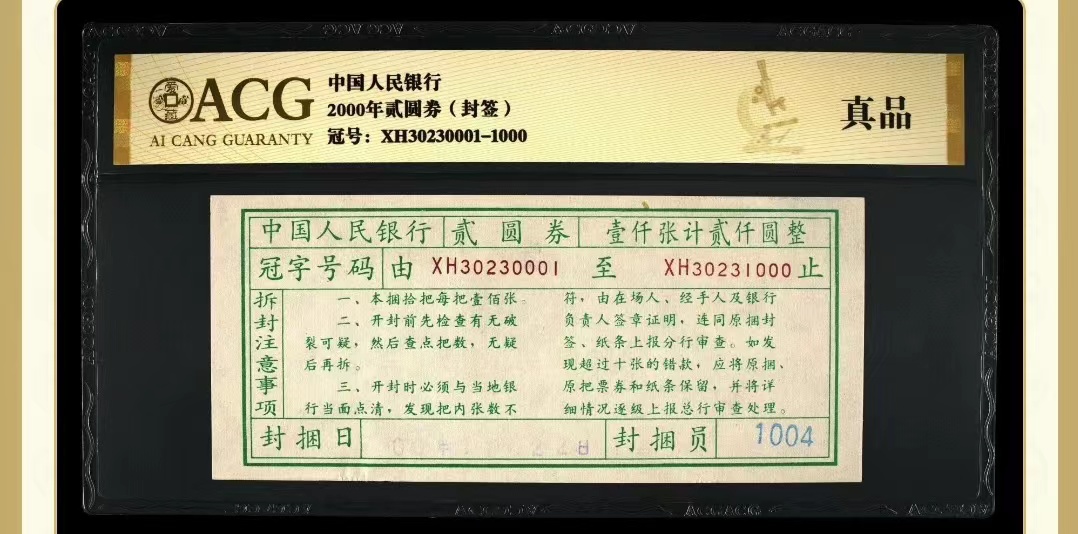 ACG
AI CANG GUARANTY
中国人民银行
2000年贰圆券（封签）
冠号：XH30230001-1000
真品
中国人民银行 贰圆券 壹仟张计贰仟圆整
冠字号码 由 XH30230001 至 XH30231000 止
拆封注意事项
一、本捆拾把每把壹佰张。
二、开封前先检查有无破
裂可疑，然后查点把数，无疑
后再拆。
三、开封时必须与当地银
行当面点清，发现把内张数不
符，由在场人、经手人及银行
负责人签章证明，连同原捆封
签、纸条上报分行审查。如发
现超过十张的错款，应将原捆、
原把票券和纸条保留，并将详
细情况逐级上报总行审查处理。
封捆日 封捆员 1004